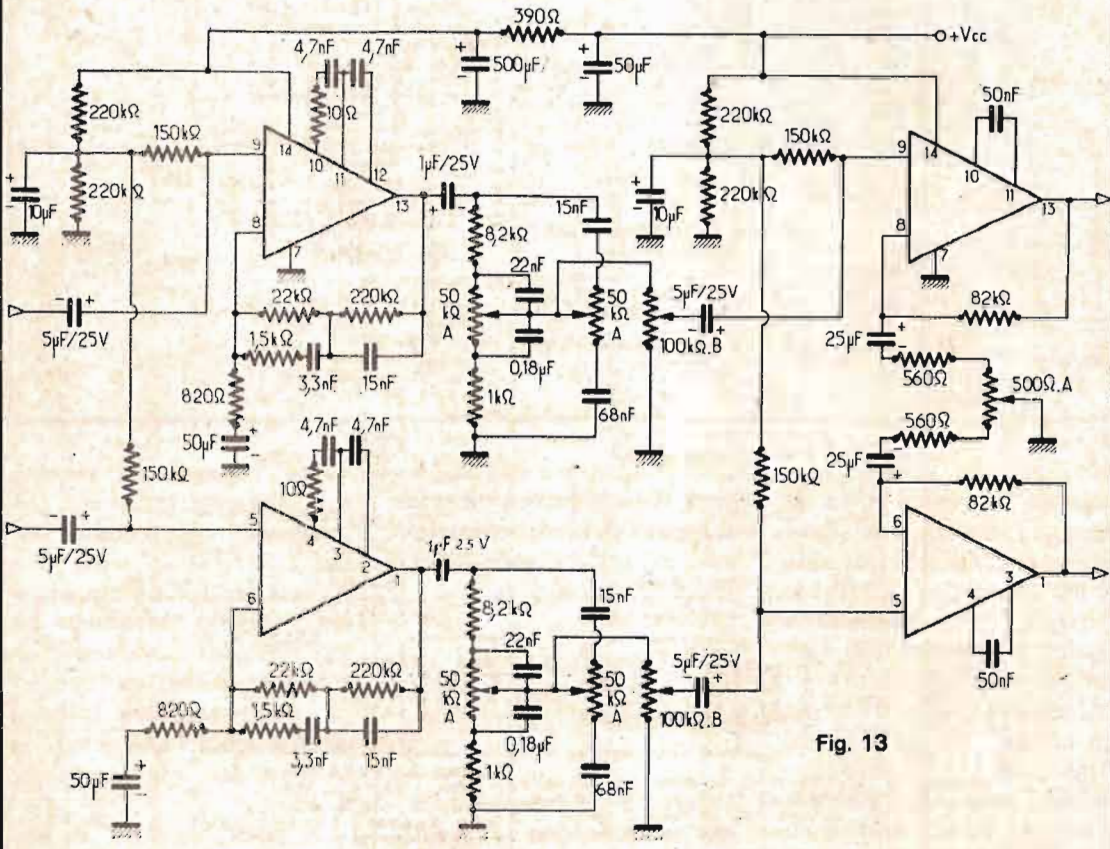 390Ω
+Vcc
4,7nF 4,7nF
500µF
50µF
50nF
220kΩ
10Ω
220kΩ
150kΩ
150kΩ
9
14
10
11
12
13
9
14
10
11
13
1µF/25V
220kΩ
220kΩ
10µF
10µF
15nF
8
7
8,2kΩ
8
7
22kΩ
220kΩ
22nF
50
kΩ
A
50
kΩ
A
5µF/25V
82kΩ
25µF
5µF/25V
1,5kΩ
3,3nF
15nF
0,18µF
100kΩ.B
560Ω
500Ω.A
820Ω
1kΩ
68nF
560Ω
4,7nF
4,7nF
50µF
25µF
150kΩ
10Ω
150kΩ
82kΩ
5
4
3
2
1
5µF/25V
6
8,2kΩ
15nF
6
5
4
3
1
22nF
22kΩ
220kΩ
50
kΩ
A
50
kΩ
A
5µF/25V
50nF
820Ω
1,5kΩ
100kΩ.B
3,3nF
15nF
0,18µF
Fig. 13
50µF
1kΩ
68nF